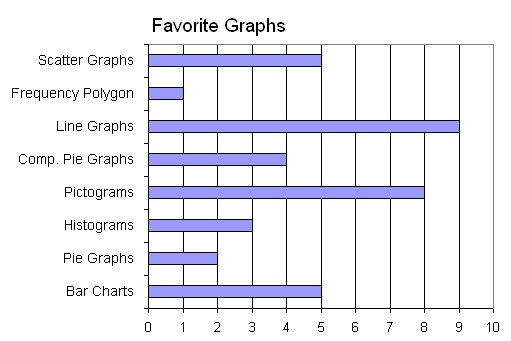 Favorite Graphs
Scatter Graphs
Frequency Polygon
Line Graphs
Comp. Pie Graphs
Pictograms
Histograms
Pie Graphs
Bar Charts
0 1 2 3 4 5 6 7 8 9 10